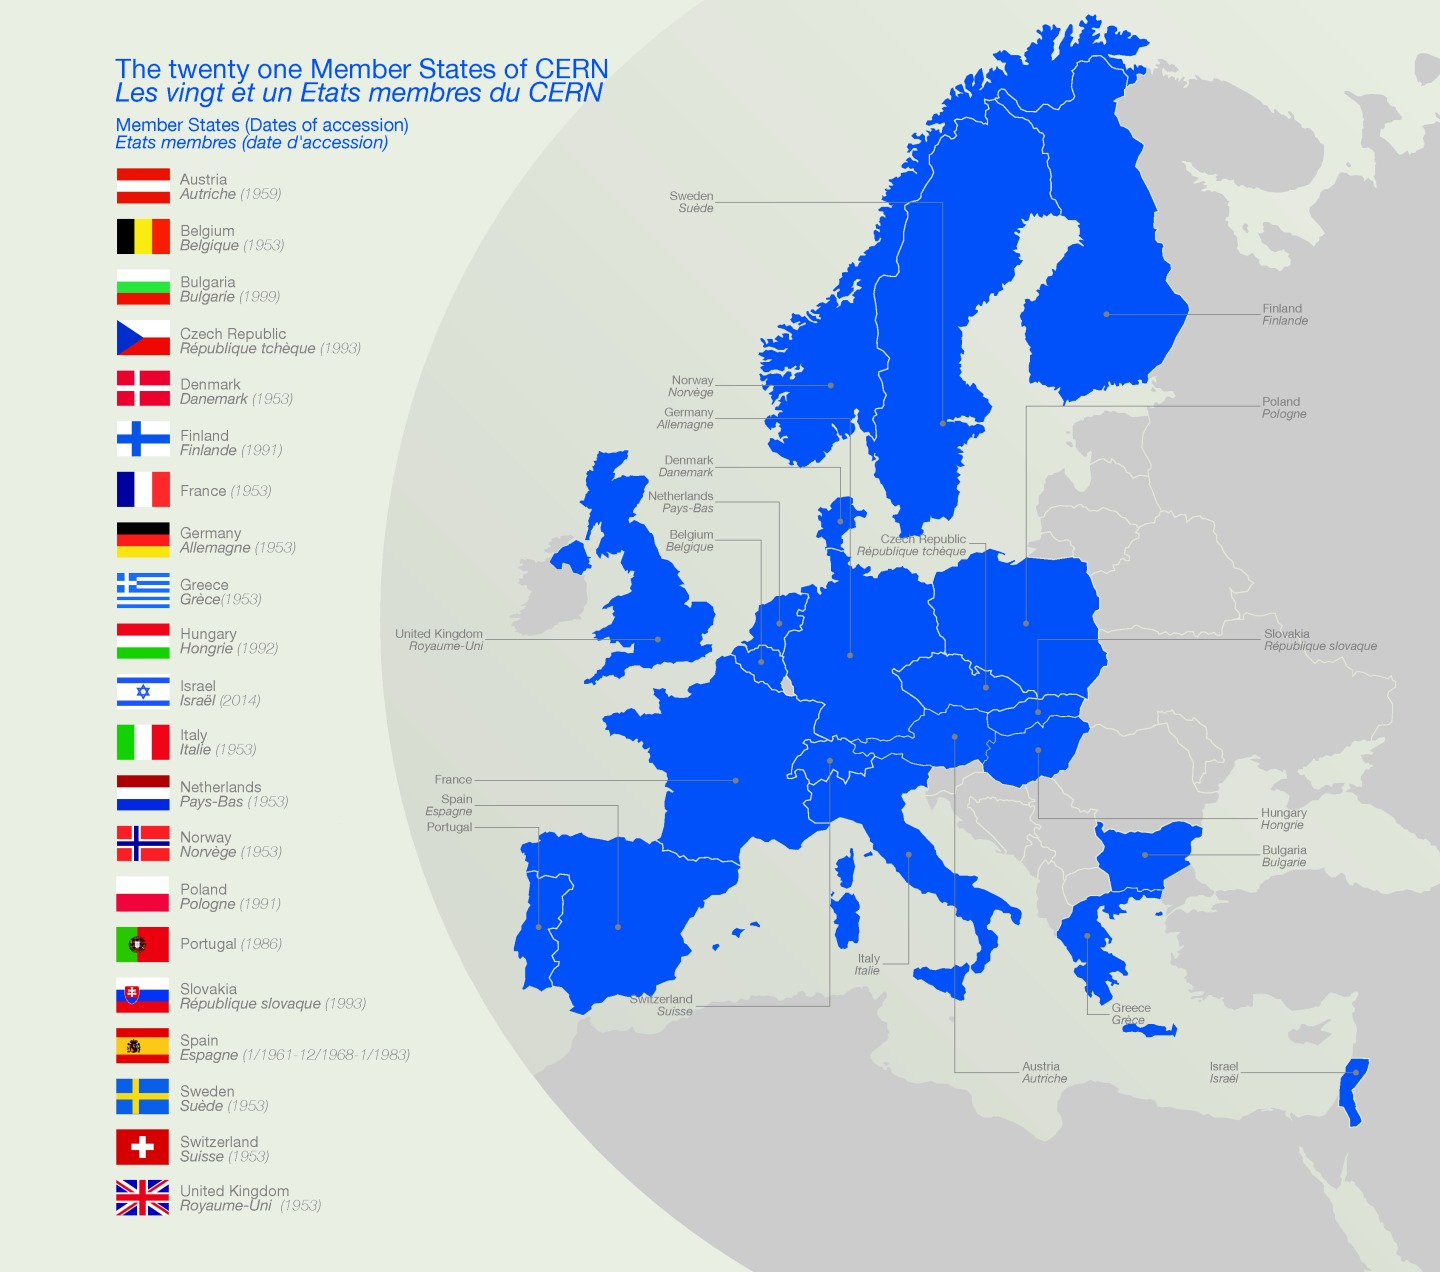 The twenty one Member States of CERN
Les vingt et un Etats membres du CERN
Member States (Dates of accession)
Etats membres (date d'accession)
Austria
Autriche (1959)
Belgium
Belgique (1953)
Bulgaria
Bulgarie (1999)
Czech Republic
République tchèque (1993)
Denmark
Danemark (1953)
Finland
Finlande (1991)
France (1953)
Germany
Allemagne (1953)
Greece
Grèce(1953)
Hungary
Hongrie (1992)
Israel
Israël (2014)
Italy
Italie (1953)
Netherlands
Pays-Bas (1953)
Norway
Norvège (1953)
Poland
Pologne (1991)
Portugal (1986)
Slovakia
République slovaque (1993)
Spain
Espagne (1/1961-12/1968-1/1983)
Sweden
Suède (1953)
Switzerland
Suisse (1953)
United Kingdom
Royaume-Uni (1953)
Sweden
Suède
Finland
Finlande
Norway
Norvège
Poland
Pologne
Germany
Allemagne
Denmark
Danemark
Netherlands
Pays-Bas
Belgium
Belgique
Czech Republic
République tchèque
United Kingdom
Royaume-Uni
Slovakia
République slovaque
France
Spain
Espagne
Portugal
Hungary
Hongrie
Bulgaria
Bulgarie
Italy
Italie
Switzerland
Suisse
Greece
Grèce
Austria
Autriche
Israel
Israël